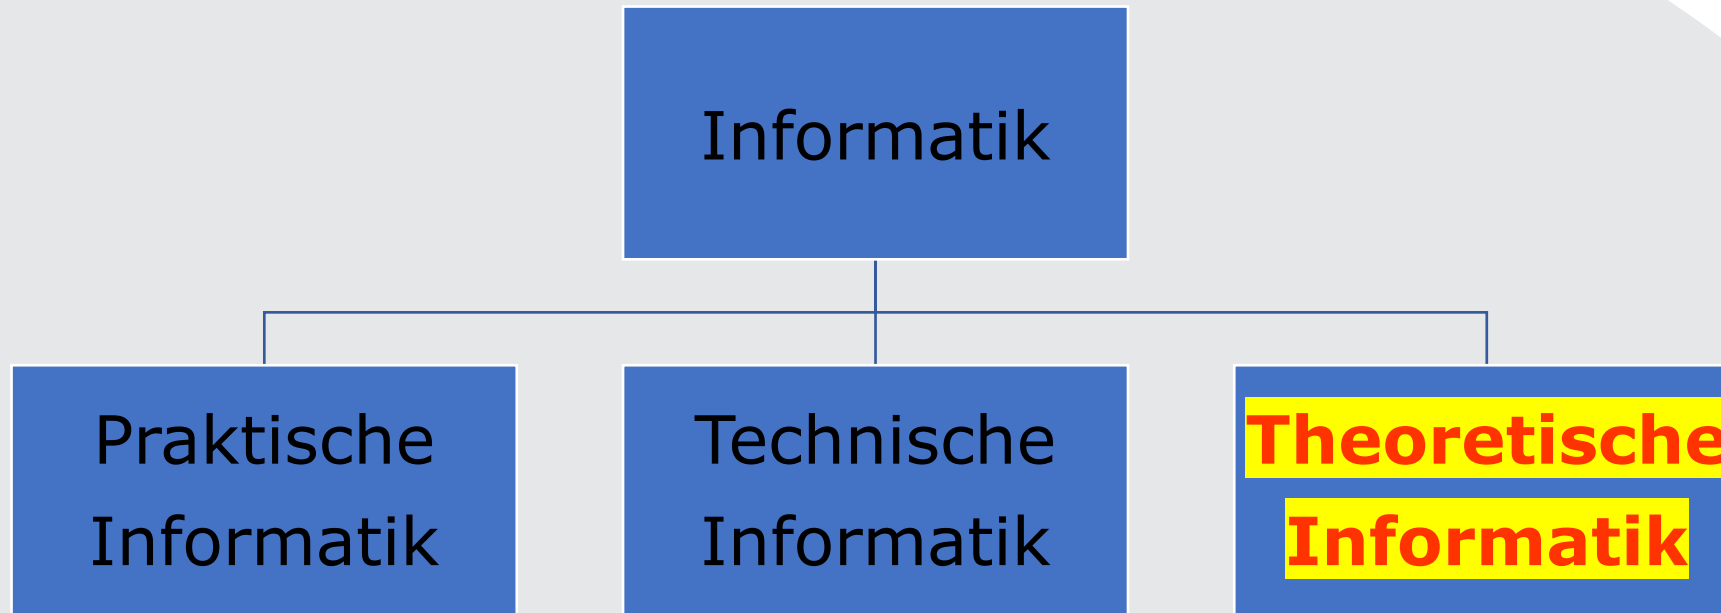 Informatik
Praktische
Informatik
Technische
Informatik
Theoretische
Informatik